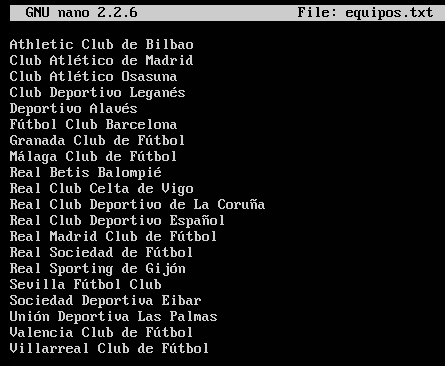 GNU nano 2.2.6 File: equipos.txt
Athletic Club de Bilbao
Club Atlético de Madrid
Club Atlético Osasuna
Club Deportivo Leganés
Deportivo Alavés
Fútbol Club Barcelona
Granada Club de Fútbol
Málaga Club de Fútbol
Real Betis Balompié
Real Club Celta de Vigo
Real Club Deportivo de La Coruña
Real Club Deportivo Español
Real Madrid Club de Fútbol
Real Sociedad de Fútbol
Real Sporting de Gijón
Sevilla Fútbol Club
Sociedad Deportiva Eibar
Unión Deportiva Las Palmas
Valencia Club de Fútbol
Villarreal Club de Fútbol